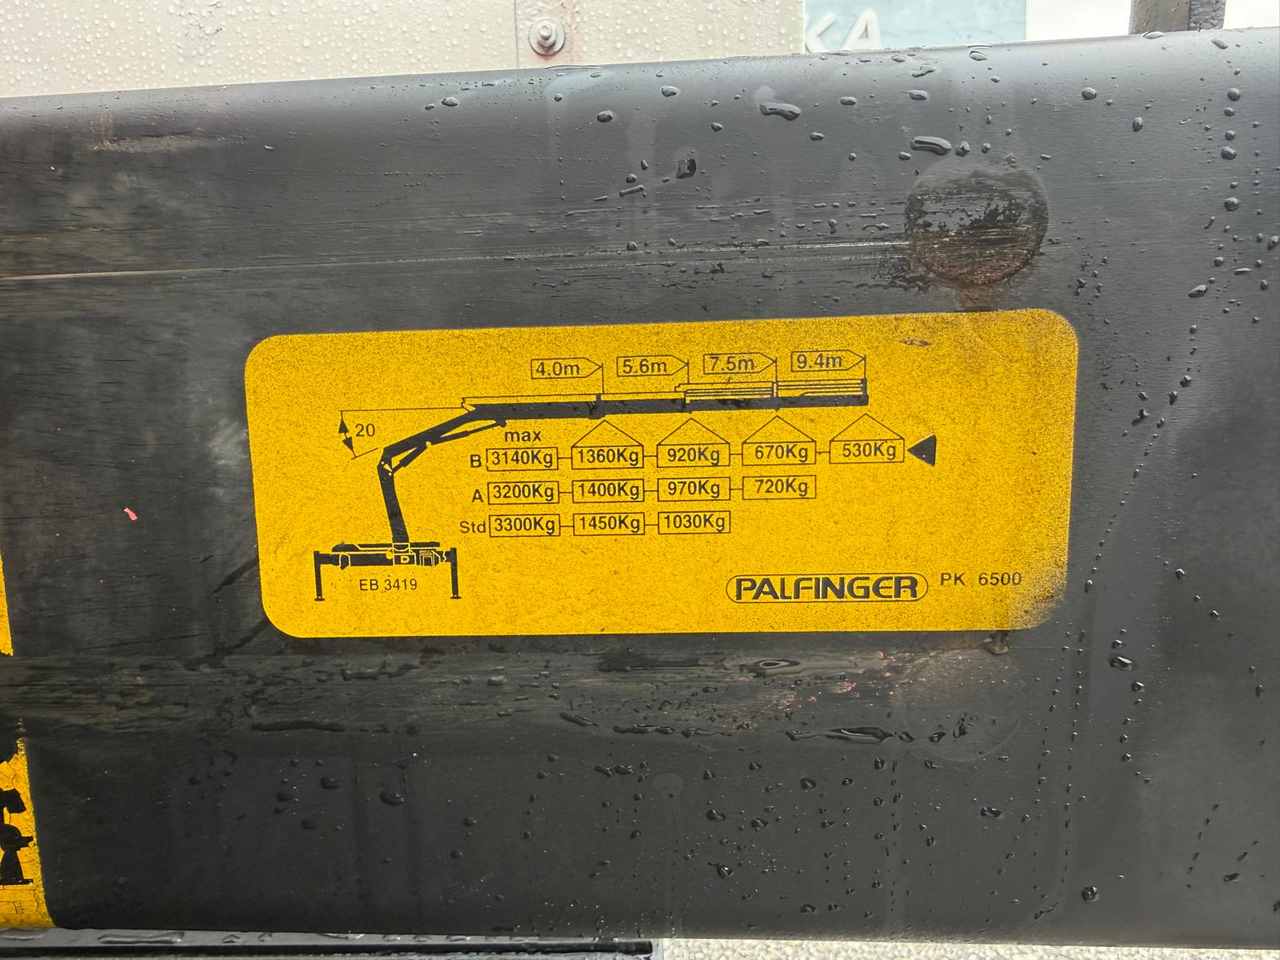 KA
4.0m 5.6m 7.5m 9.4m
20
max
B 3140Kg 1360Kg 920Kg 670Kg 530Kg
A 3200Kg 1400Kg 970Kg 720Kg
Std 3300Kg 1450Kg 1030Kg
EB 3419
PALFINGER PK 6500